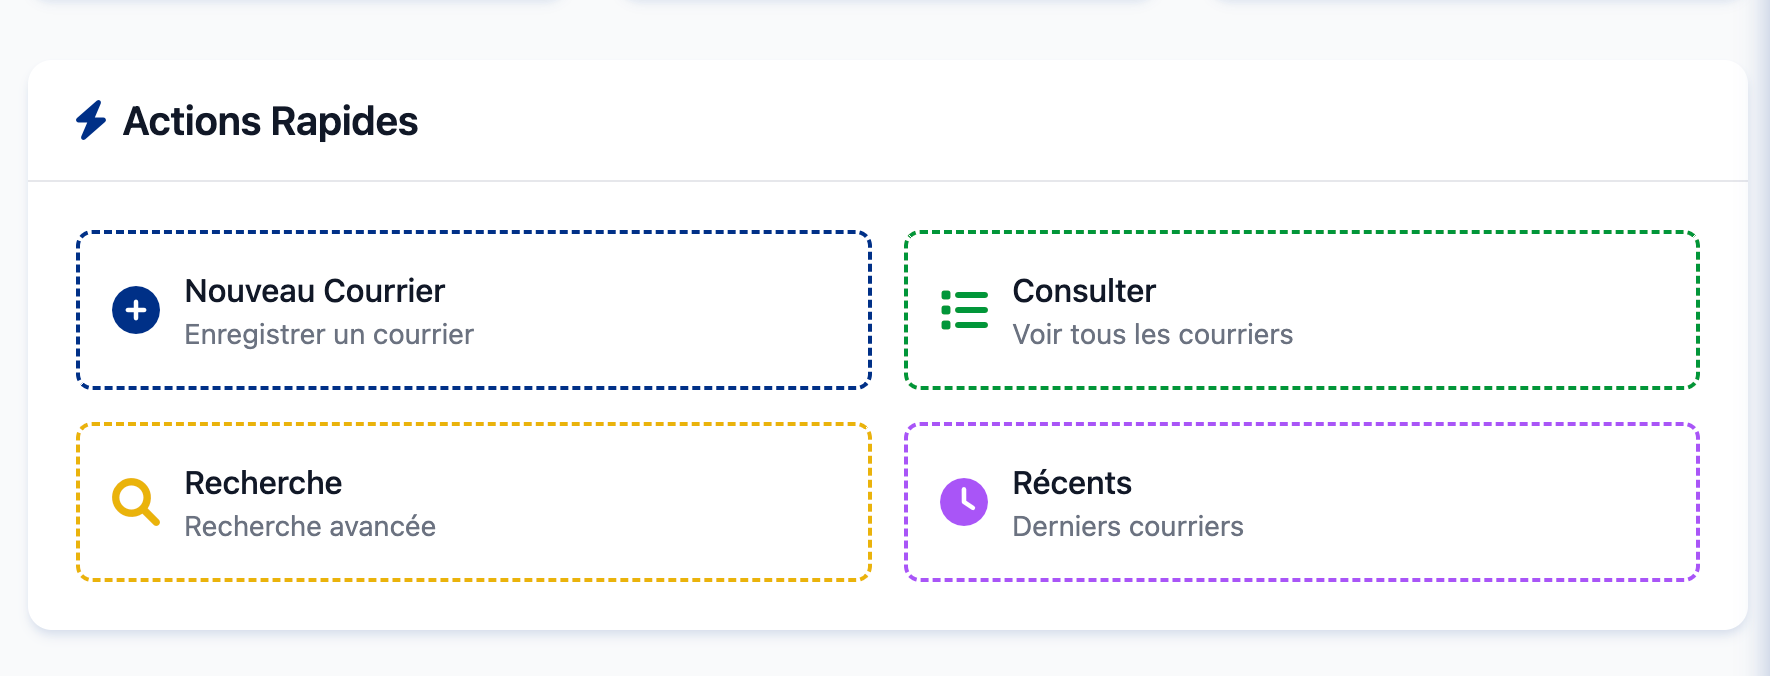 Actions Rapides
Nouveau Courrier
Enregistrer un courrier
Consulter
Voir tous les courriers
Recherche
Recherche avancée
Récents
Derniers courriers